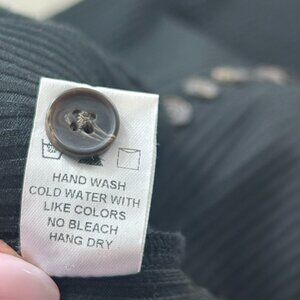 HAND WASH
COLD WATER WITH
LIKE COLORS
NO BLEACH
HANG DRY